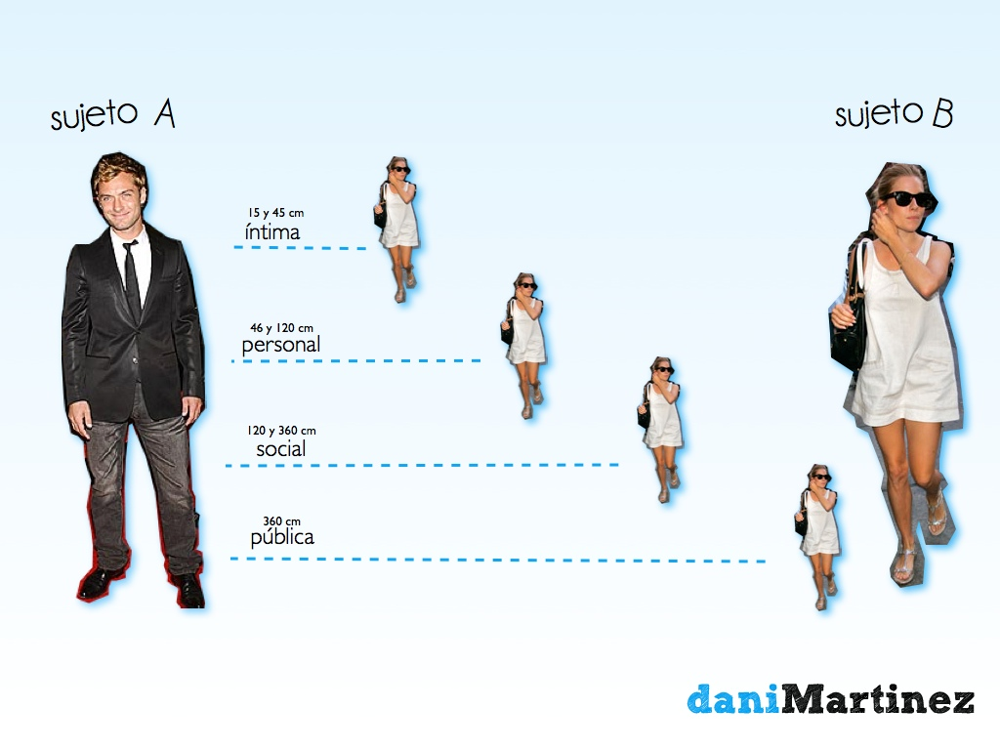 sujeto A
sujeto B
15 y 45 cm
íntima
46 y 120 cm
personal
120 y 360 cm
social
360 cm
pública
daniMartinez